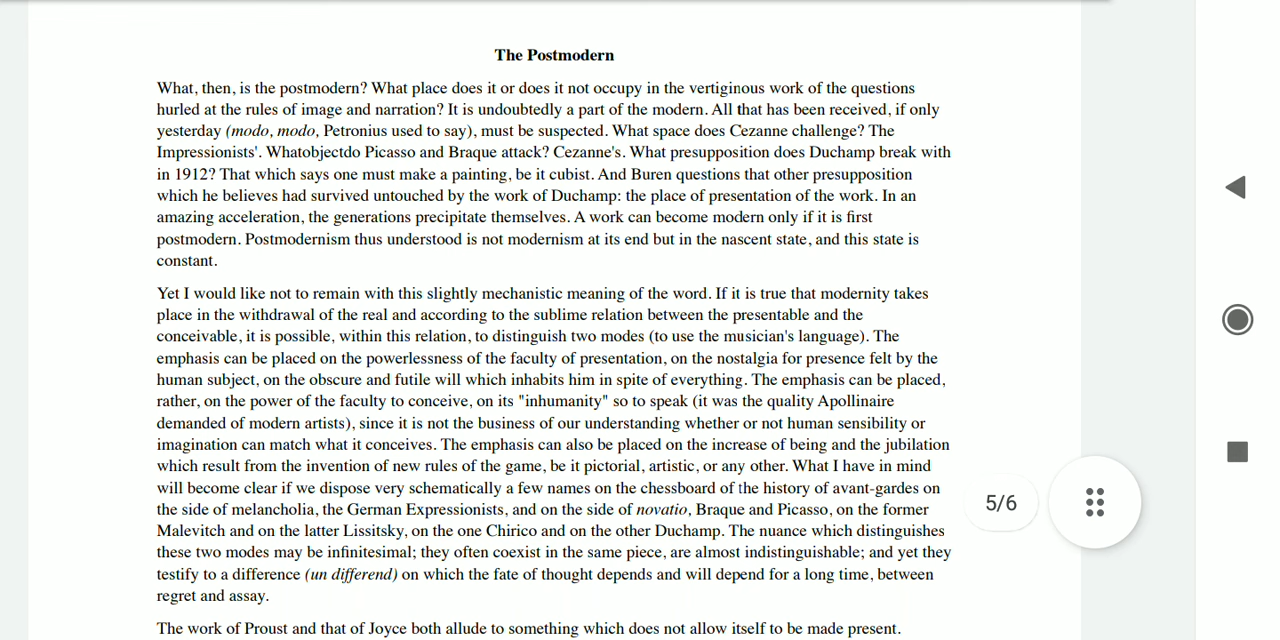 The Postmodern
What, then, is the postmodern? What place does it or does it not occupy in the vertiginous work of the questions
hurled at the rules of image and narration? It is undoubtedly a part of the modern. All that has been received, if only
yesterday (modo, modo, Petronius used to say), must be suspected. What space does Cezanne challenge? The
Impressionists'. Whatobjectdo Picasso and Braque attack? Cezanne's. What presupposition does Duchamp break with
in 1912? That which says one must make a painting, be it cubist. And Buren questions that other presupposition
which he believes had survived untouched by the work of Duchamp: the place of presentation of the work. In an
amazing acceleration, the generations precipitate themselves. A work can become modern only if it is first
postmodern. Postmodernism thus understood is not modernism at its end but in the nascent state, and this state is
constant.
Yet I would like not to remain with this slightly mechanistic meaning of the word. If it is true that modernity takes
place in the withdrawal of the real and according to the sublime relation between the presentable and the
conceivable, it is possible, within this relation, to distinguish two modes (to use the musician's language). The
emphasis can be placed on the powerlessness of the faculty of presentation, on the nostalgia for presence felt by the
human subject, on the obscure and futile will which inhabits him in spite of everything. The emphasis can be placed,
rather, on the power of the faculty to conceive, on its "inhumanity" so to speak (it was the quality Apollinaire
demanded of modern artists), since it is not the business of our understanding whether or not human sensibility or
imagination can match what it conceives. The emphasis can also be placed on the increase of being and the jubilation
which result from the invention of new rules of the game, be it pictorial, artistic, or any other. What I have in mind
will become clear if we dispose very schematically a few names on the chessboard of the history of avant-gardes on
the side of melancholia, the German Expressionists, and on the side of novatio, Braque and Picasso, on the former
Malevitch and on the latter Lissitsky, on the one Chirico and on the other Duchamp. The nuance which distinguishes
these two modes may be infinitesimal; they often coexist in the same piece, are almost indistinguishable; and yet they
testify to a difference (un differend) on which the fate of thought depends and will depend for a long time, between
regret and assay.
The work of Proust and that of Joyce both allude to something which does not allow itself to be made present.
5/6